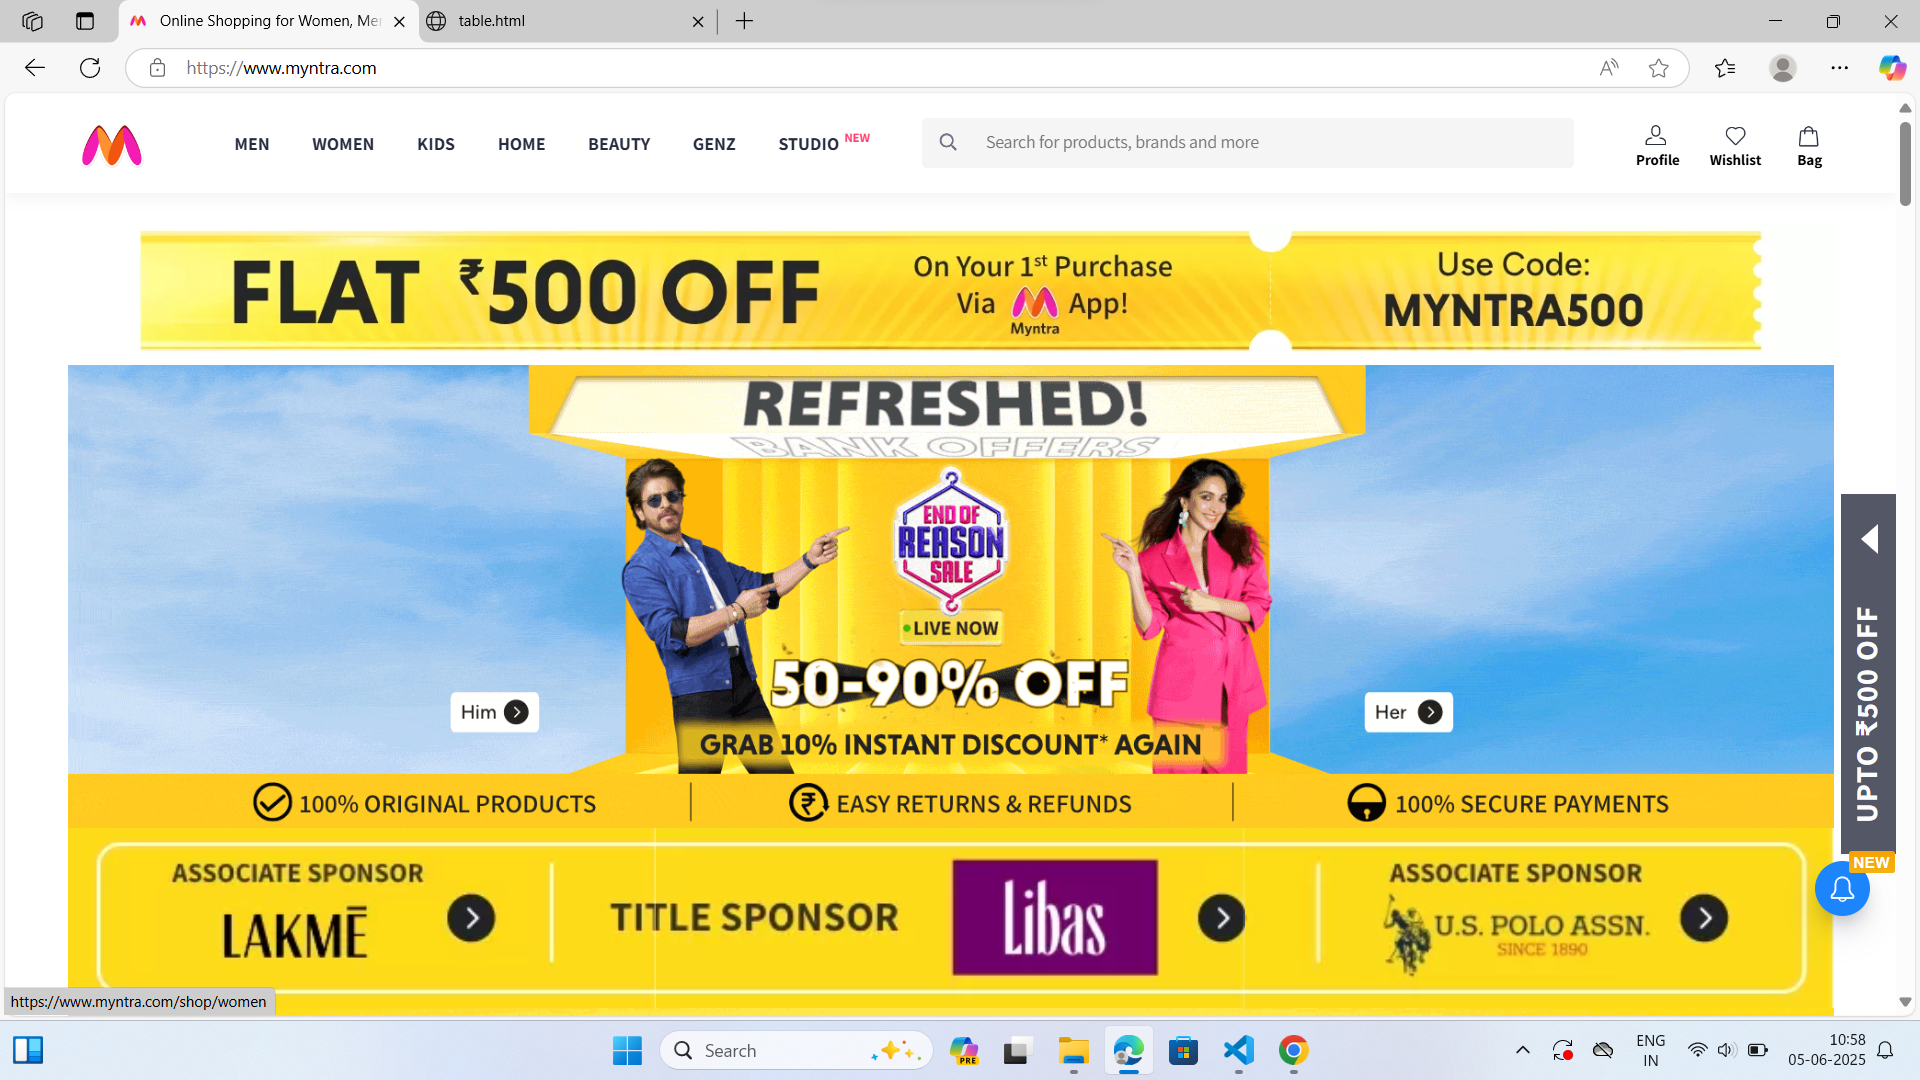 Online Shopping for Women, Mer
table.html
https://www.myntra.com
MEN
WOMEN
KIDS
HOME
BEAUTY
GENZ
STUDIO NEW
Search for products, brands and more
Profile
Wishlist
Bag
FLAT ₹500 OFF
On Your 1st Purchase
Via Myntra App!
Use Code:
MYNTRA500
REFRESHED!
BANK OFFERS
END OF
REASON
SALE
LIVE NOW
50-90% OFF
GRAB 10% INSTANT DISCOUNT* AGAIN
Him
Her
UPTO ₹500 OFF
100% ORIGINAL PRODUCTS
EASY RETURNS & REFUNDS
100% SECURE PAYMENTS
NEW
ASSOCIATE SPONSOR
LAKMĒ
TITLE SPONSOR
Libas
ASSOCIATE SPONSOR
U.S. POLO ASSN.
SINCE 1890
https://www.myntra.com/shop/women
Search
PRE
ENG
IN
10:58
05-06-2025